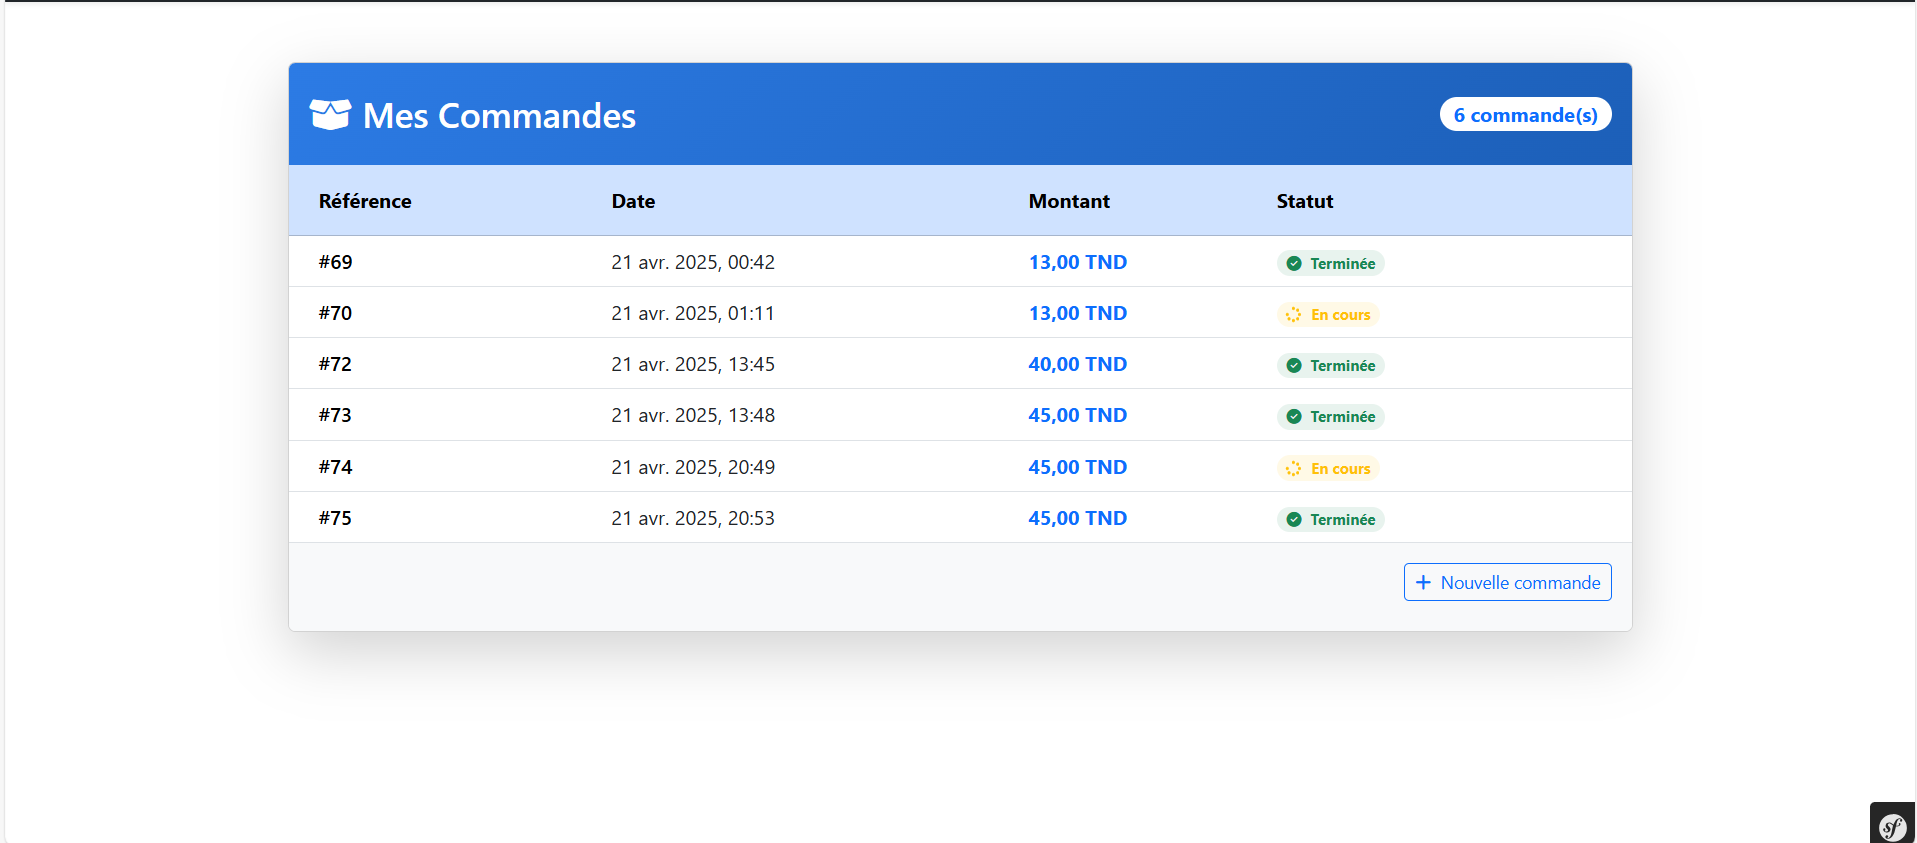 Mes Commandes
6 commande(s)
Référence Date Montant Statut
#69 21 avr. 2025, 00:42 13,00 TND Terminée
#70 21 avr. 2025, 01:11 13,00 TND En cours
#72 21 avr. 2025, 13:45 40,00 TND Terminée
#73 21 avr. 2025, 13:48 45,00 TND Terminée
#74 21 avr. 2025, 20:49 45,00 TND En cours
#75 21 avr. 2025, 20:53 45,00 TND Terminée
+ Nouvelle commande
sf